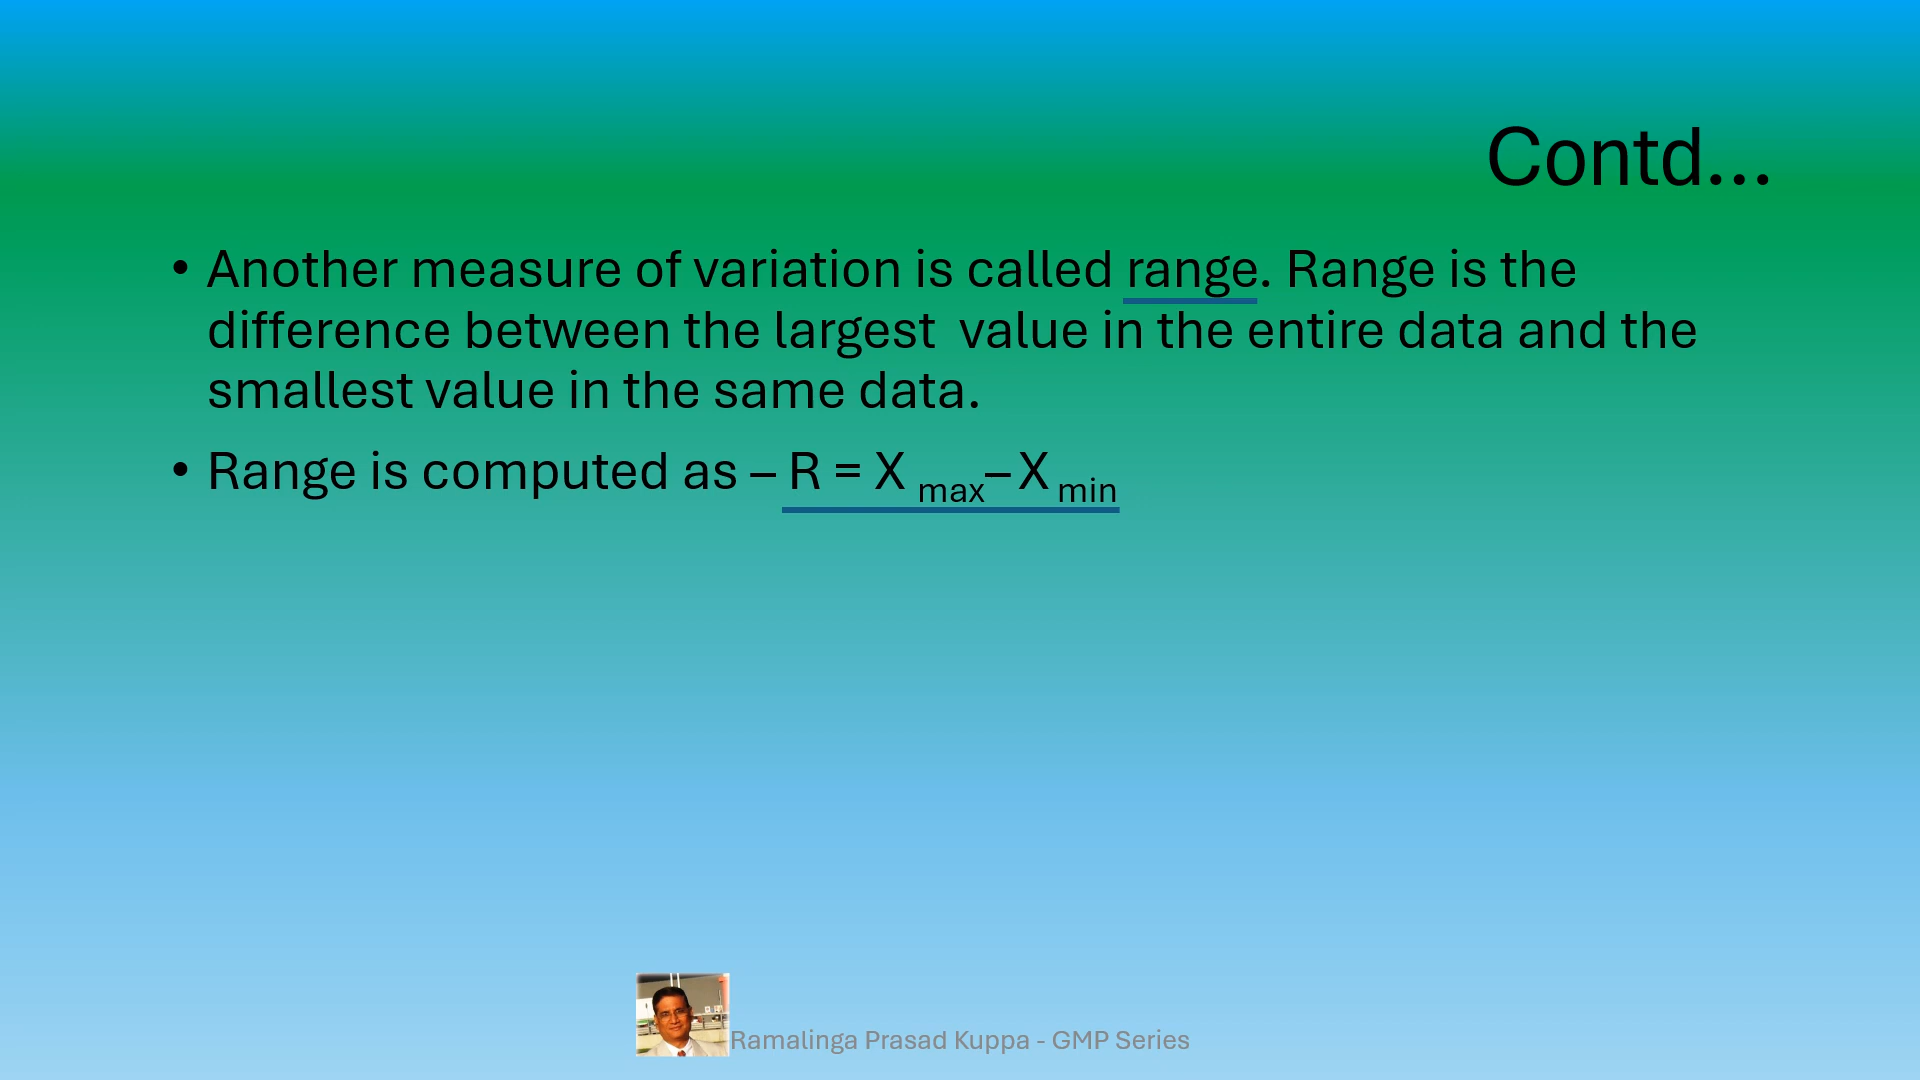 Contd...
• Another measure of variation is called range. Range is the
difference between the largest  value in the entire data and the
smallest value in the same data.
• Range is computed as – R = X max – X min
Ramalinga Prasad Kuppa - GMP Series